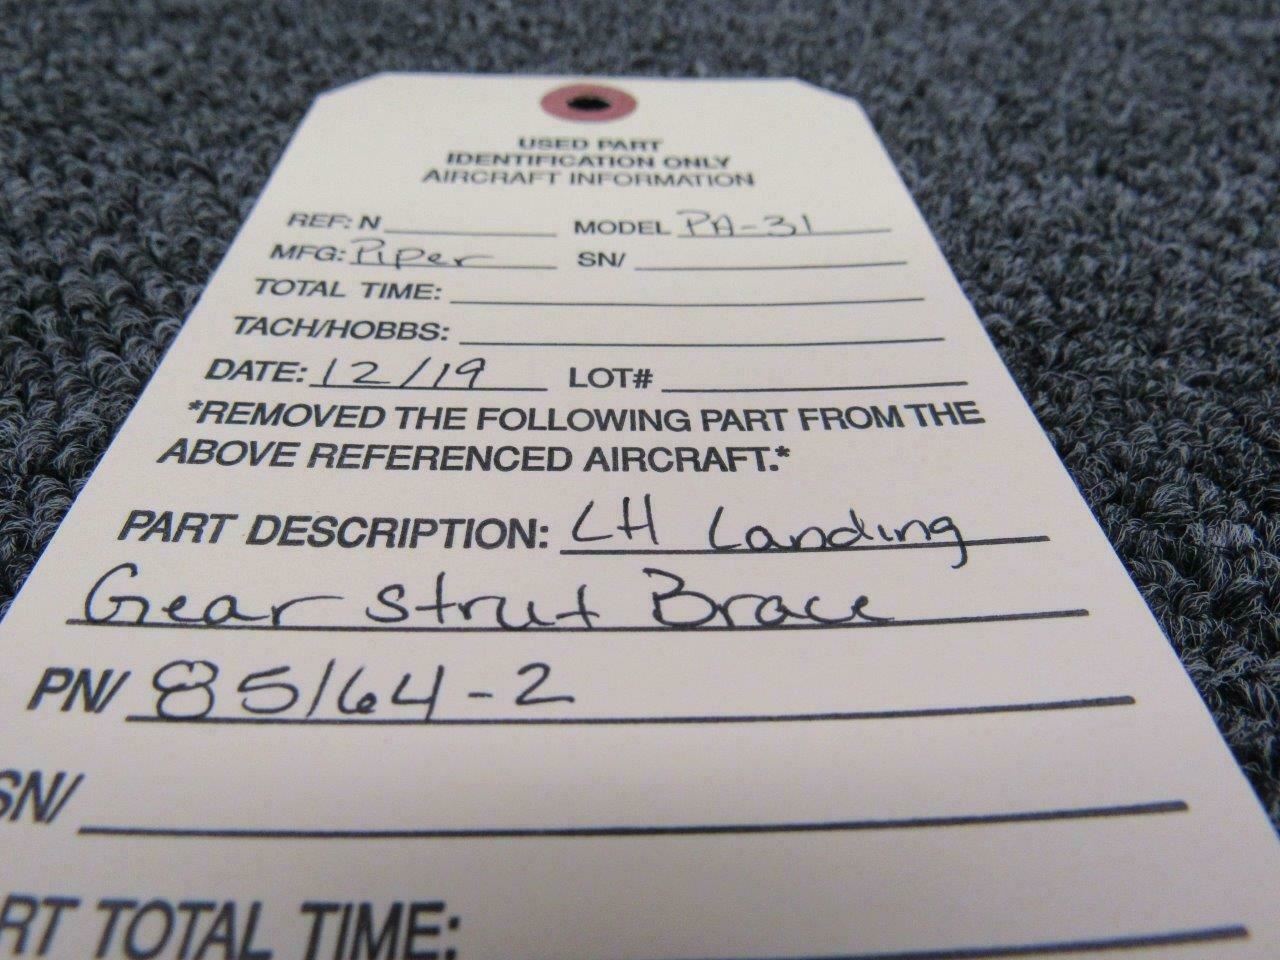 USED PART
IDENTIFICATION ONLY
AIRCRAFT INFORMATION
REF: N MODEL PA-31
MFG: Piper SN/
TOTAL TIME:
TACH/HOBBS:
DATE: 12/19 LOT#
*REMOVED THE FOLLOWING PART FROM THE
ABOVE REFERENCED AIRCRAFT.*
PART DESCRIPTION: LH Landing
Gear Strut Brace
PN/ 85164-2
SN/
RT TOTAL TIME: